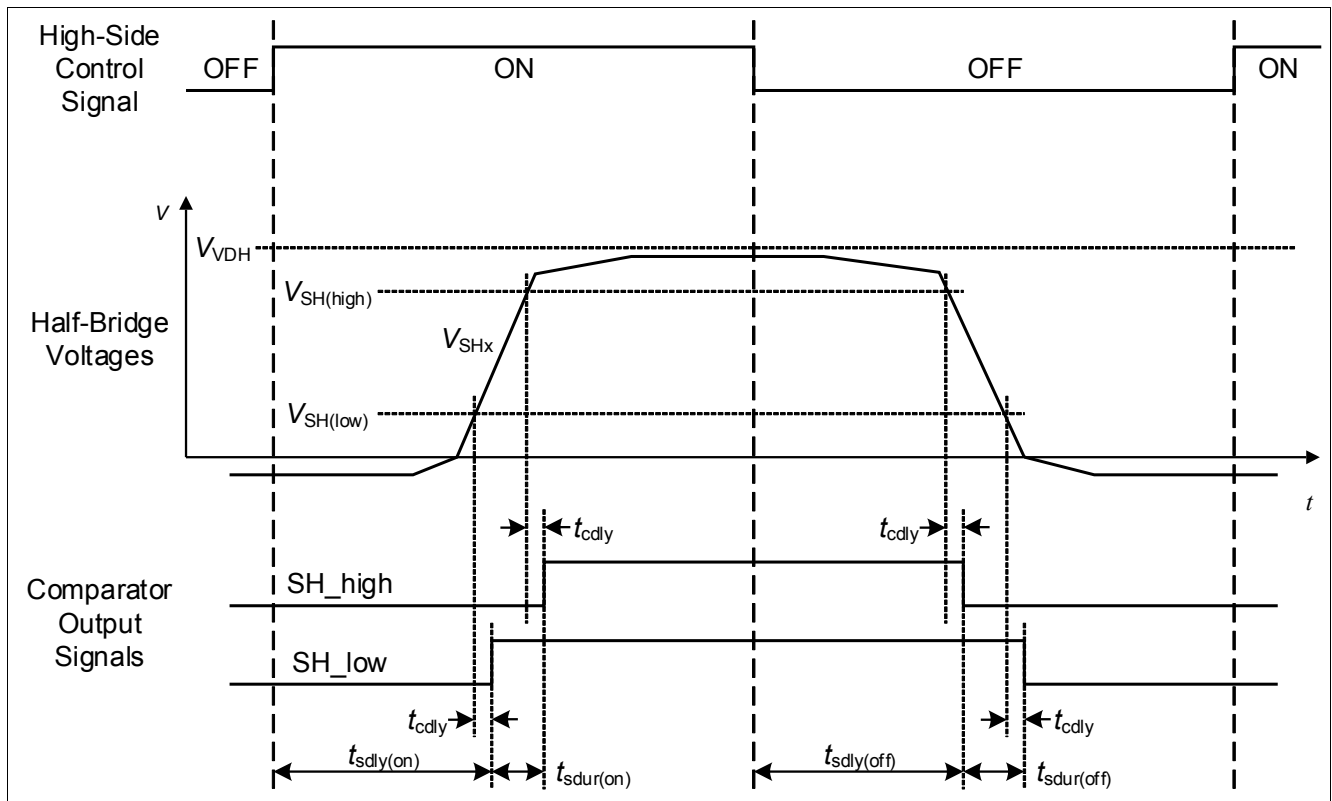 High-Side
Control
Signal
OFF
ON
OFF
ON
V
VVDH
VSH(high)
Half-Bridge
Voltages
VSHx
VSH(low)
t
tcdly
tcdly
Comparator
Output
Signals
SH_high
SH_low
tcdly
tcdly
tsdly(on)
tsdur(on)
tsdly(off)
tsdur(off)